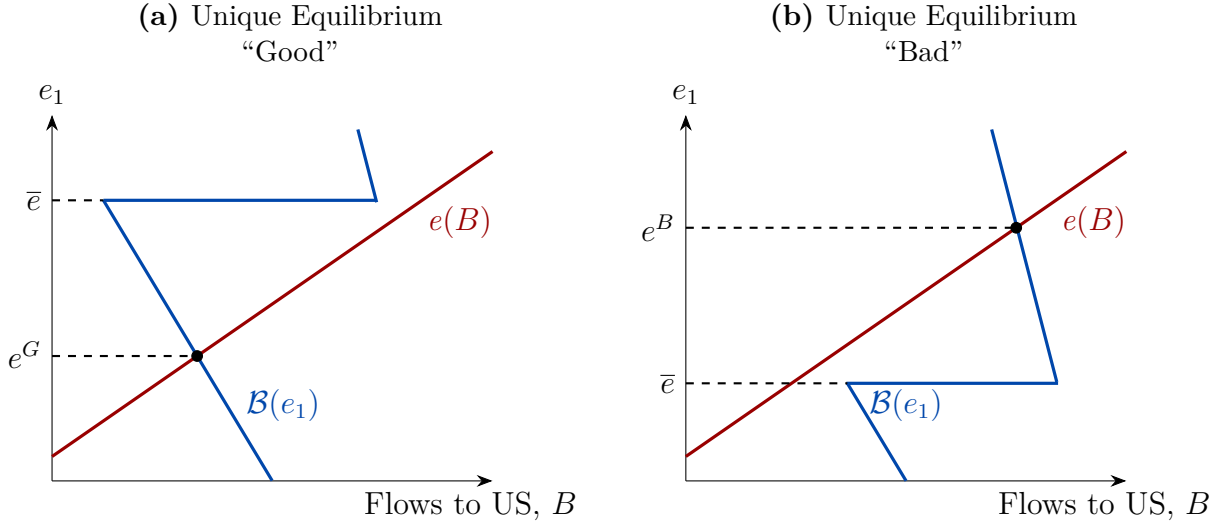 (a) Unique Equilibrium
“Good”
e₁
e̅
e(B)
e^G
ℬ(e₁)
Flows to US, B
(b) Unique Equilibrium
“Bad”
e₁
e^B
e(B)
e̅
ℬ(e₁)
Flows to US, B